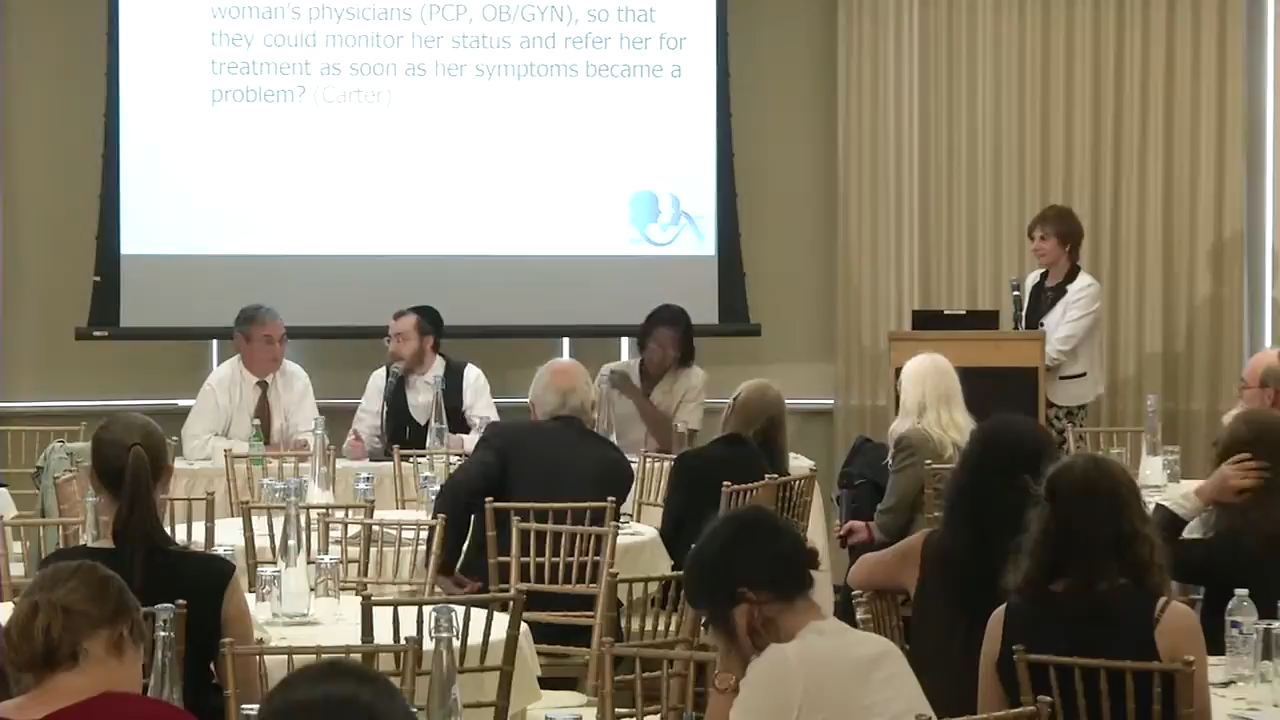 woman's physicians (PCP, OB/GYN), so that
they could monitor her status and refer her for
treatment as soon as her symptoms became a
problem? (Carter)